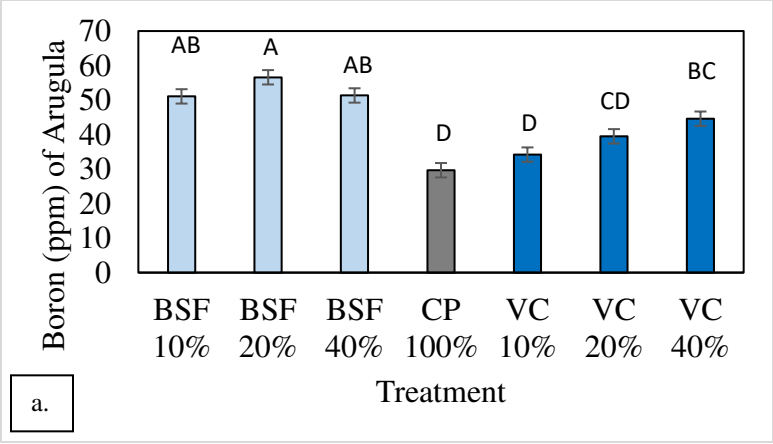 Boron (ppm) of Arugula
70
60
50
40
30
20
10
0
AB
A
AB
D
D
CD
BC
BSF BSF BSF CP VC VC VC
10% 20% 40% 100% 10% 20% 40%
Treatment
a.